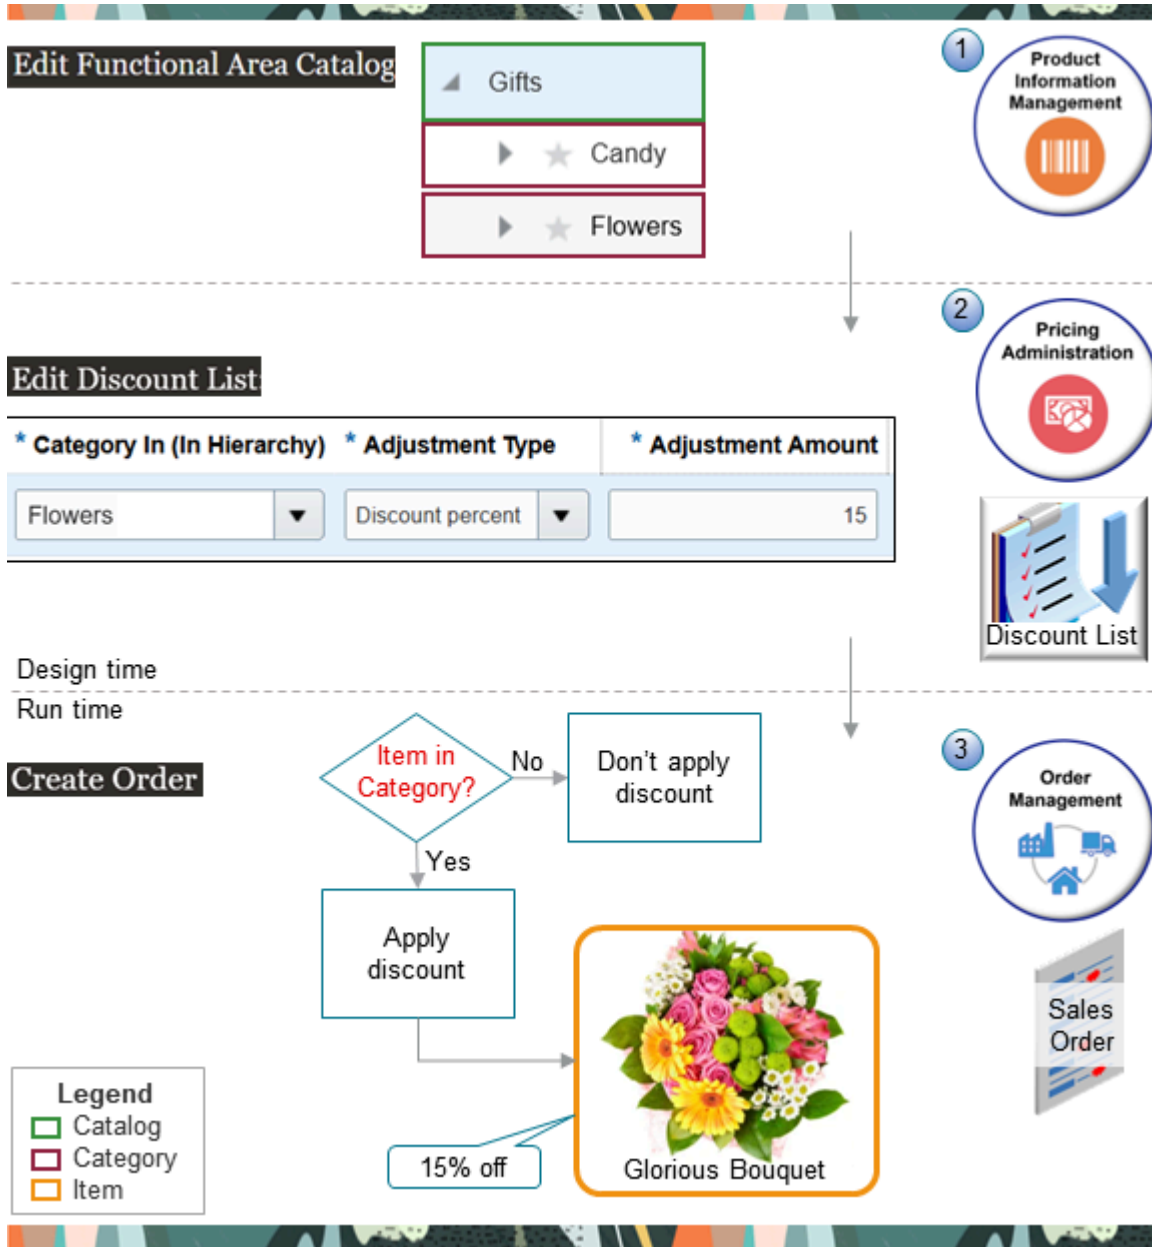 Edit Functional Area Catalog
Gifts
Candy
Flowers
1
Product
Information
Management
2
Pricing
Administration
Edit Discount List:
* Category In (In Hierarchy) * Adjustment Type * Adjustment Amount
Flowers Discount percent 15
Discount List
Design time
Run time
Create Order
Item in
Category?
No
Don't apply
discount
Yes
Apply
discount
3
Order
Management
Sales
Order
15% off
Glorious Bouquet
Legend
Catalog
Category
Item